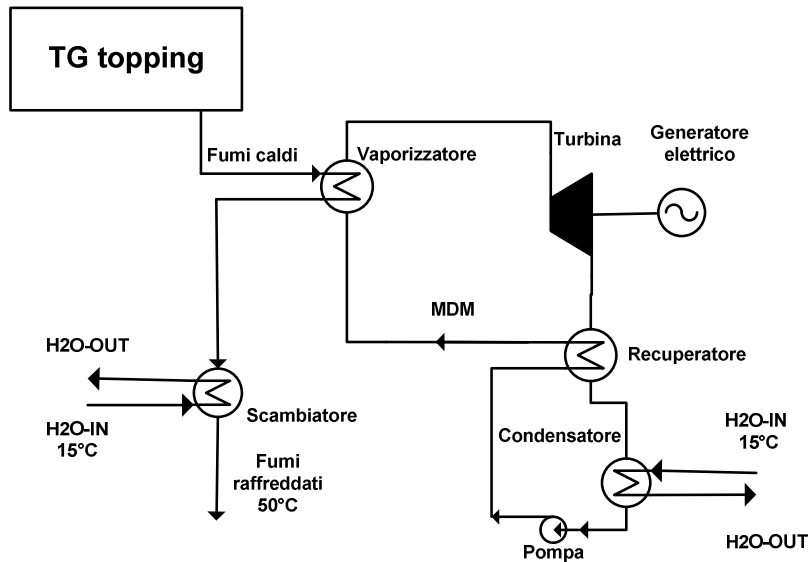 TG topping
Fumi caldi
Vaporizzatore
Turbina
Generatore
elettrico
MDM
H2O-OUT
Recuperatore
H2O-IN
15°C
Scambiatore
Fumi
raffreddati
50°C
Condensatore
H2O-IN
15°C
H2O-OUT
Pompa